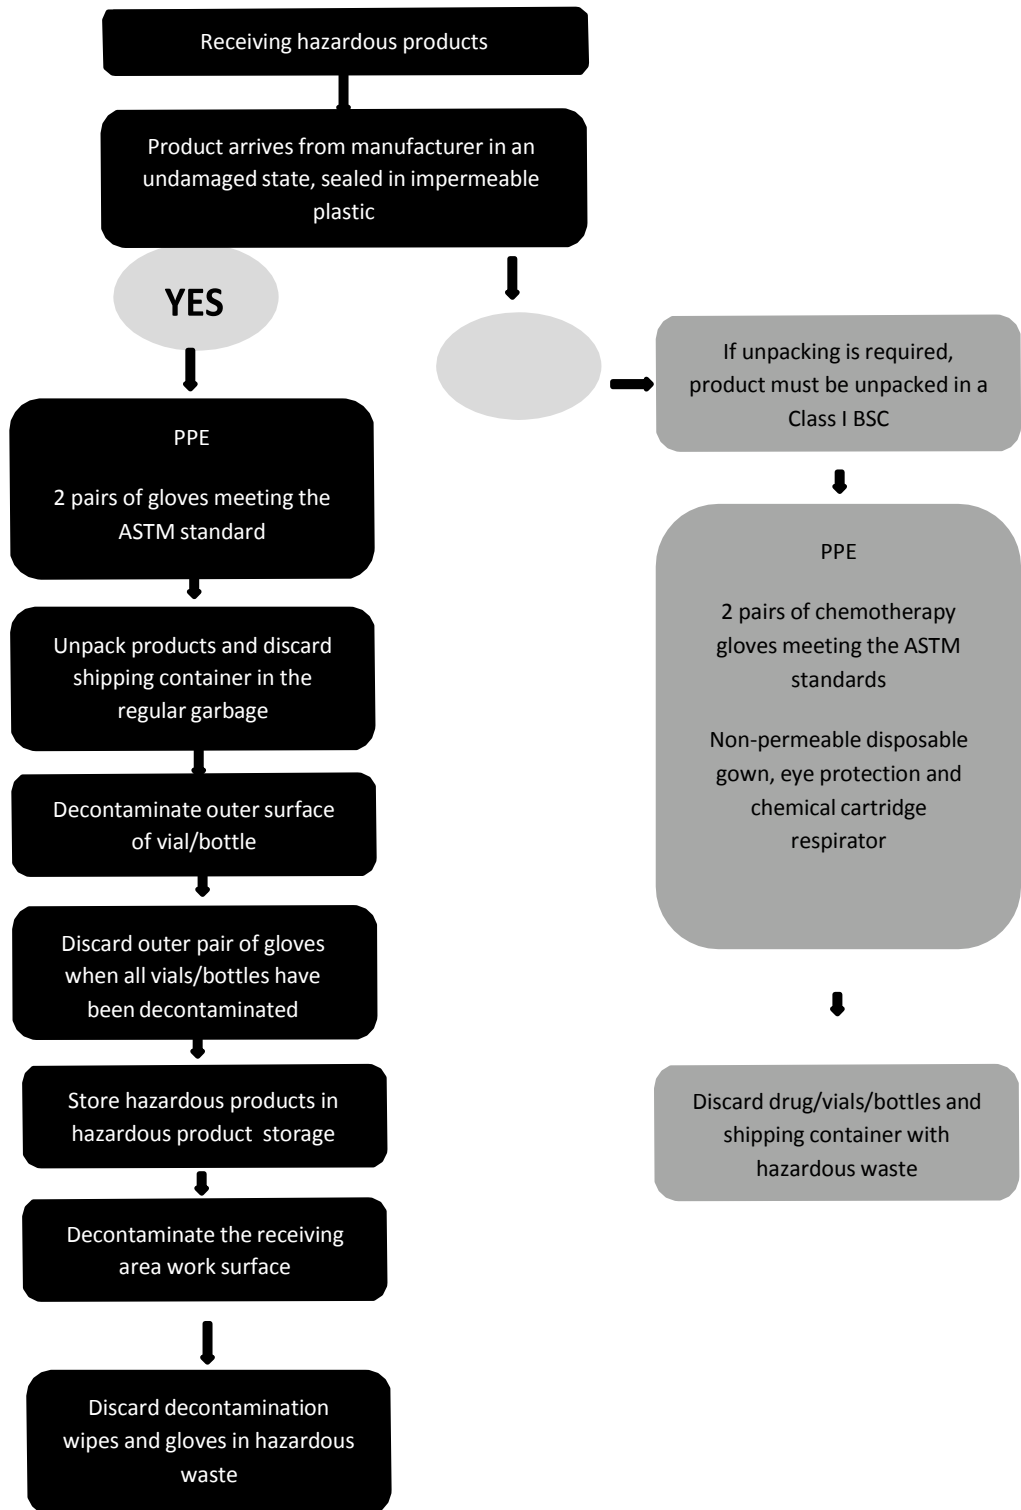 Receiving hazardous products
Product arrives from manufacturer in an
undamaged state, sealed in impermeable
plastic
YES
If unpacking is required,
product must be unpacked in a
Class I BSC
PPE
2 pairs of gloves meeting the
ASTM standard
PPE
2 pairs of chemotherapy
gloves meeting the ASTM
standards
Non-permeable disposable
gown, eye protection and
chemical cartridge
respirator
Unpack products and discard
shipping container in the
regular garbage
Decontaminate outer surface
of vial/bottle
Discard outer pair of gloves
when all vials/bottles have
been decontaminated
Store hazardous products in
hazardous product storage
Discard drug/vials/bottles and
shipping container with
hazardous waste
Decontaminate the receiving
area work surface
Discard decontamination
wipes and gloves in hazardous
waste